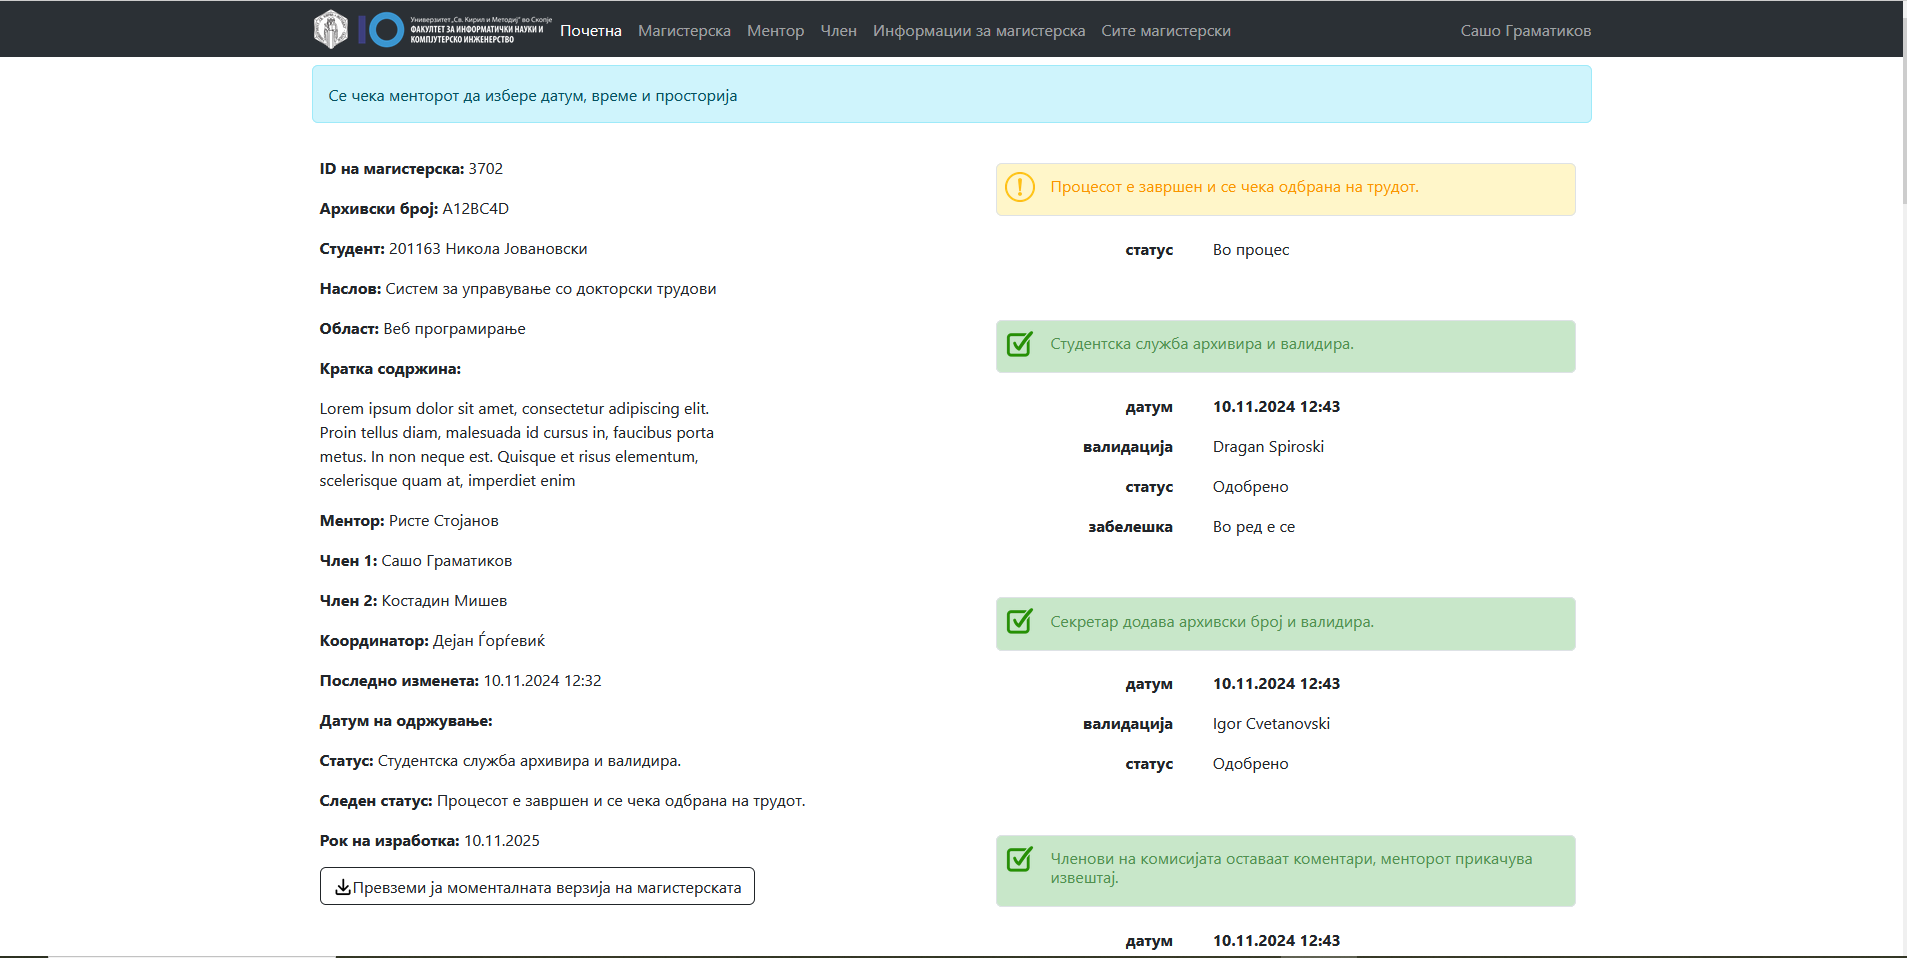 Универзитет „Св. Кирил и Методиј" во Скопје
ФАКУЛТЕТ ЗА ИНФОРМАТИЧКИ НАУКИ И
КОМПЈУТЕРСКО ИНЖЕНЕРСТВО
Почетна Магистерска Ментор Член Информации за магистерска Сите магистерски Сашо Граматиков
Се чека менторот да избере датум, време и просторија
ID на магистерска: 3702
Архивски број: A12BC4D
Студент: 201163 Никола Јовановски
Наслов: Систем за управување со докторски трудови
Област: Веб програмирање
Кратка содржина:
Lorem ipsum dolor sit amet, consectetur adipiscing elit.
Proin tellus diam, malesuada id cursus in, faucibus porta
metus. In non neque est. Quisque et risus elementum,
scelerisque quam at, imperdiet enim
Ментор: Ристе Стојанов
Член 1: Сашо Граматиков
Член 2: Костадин Мишев
Координатор: Дејан Ѓорѓевиќ
Последно изменета: 10.11.2024 12:32
Датум на одржување:
Статус: Студентска служба архивира и валидира.
Следен статус: Процесот е завршен и се чека одбрана на трудот.
Рок на изработка: 10.11.2025
Превземи ја моменталната верзија на магистерската
Процесот е завршен и се чека одбрана на трудот.
статус Во процес
Студентска служба архивира и валидира.
датум 10.11.2024 12:43
валидација Dragan Spiroski
статус Одобрено
забелешка Во ред е се
Секретар додава архивски број и валидира.
датум 10.11.2024 12:43
валидација Igor Cvetanovski
статус Одобрено
Членови на комисијата оставаат коментари, менторот прикачува
извештај.
датум 10.11.2024 12:43